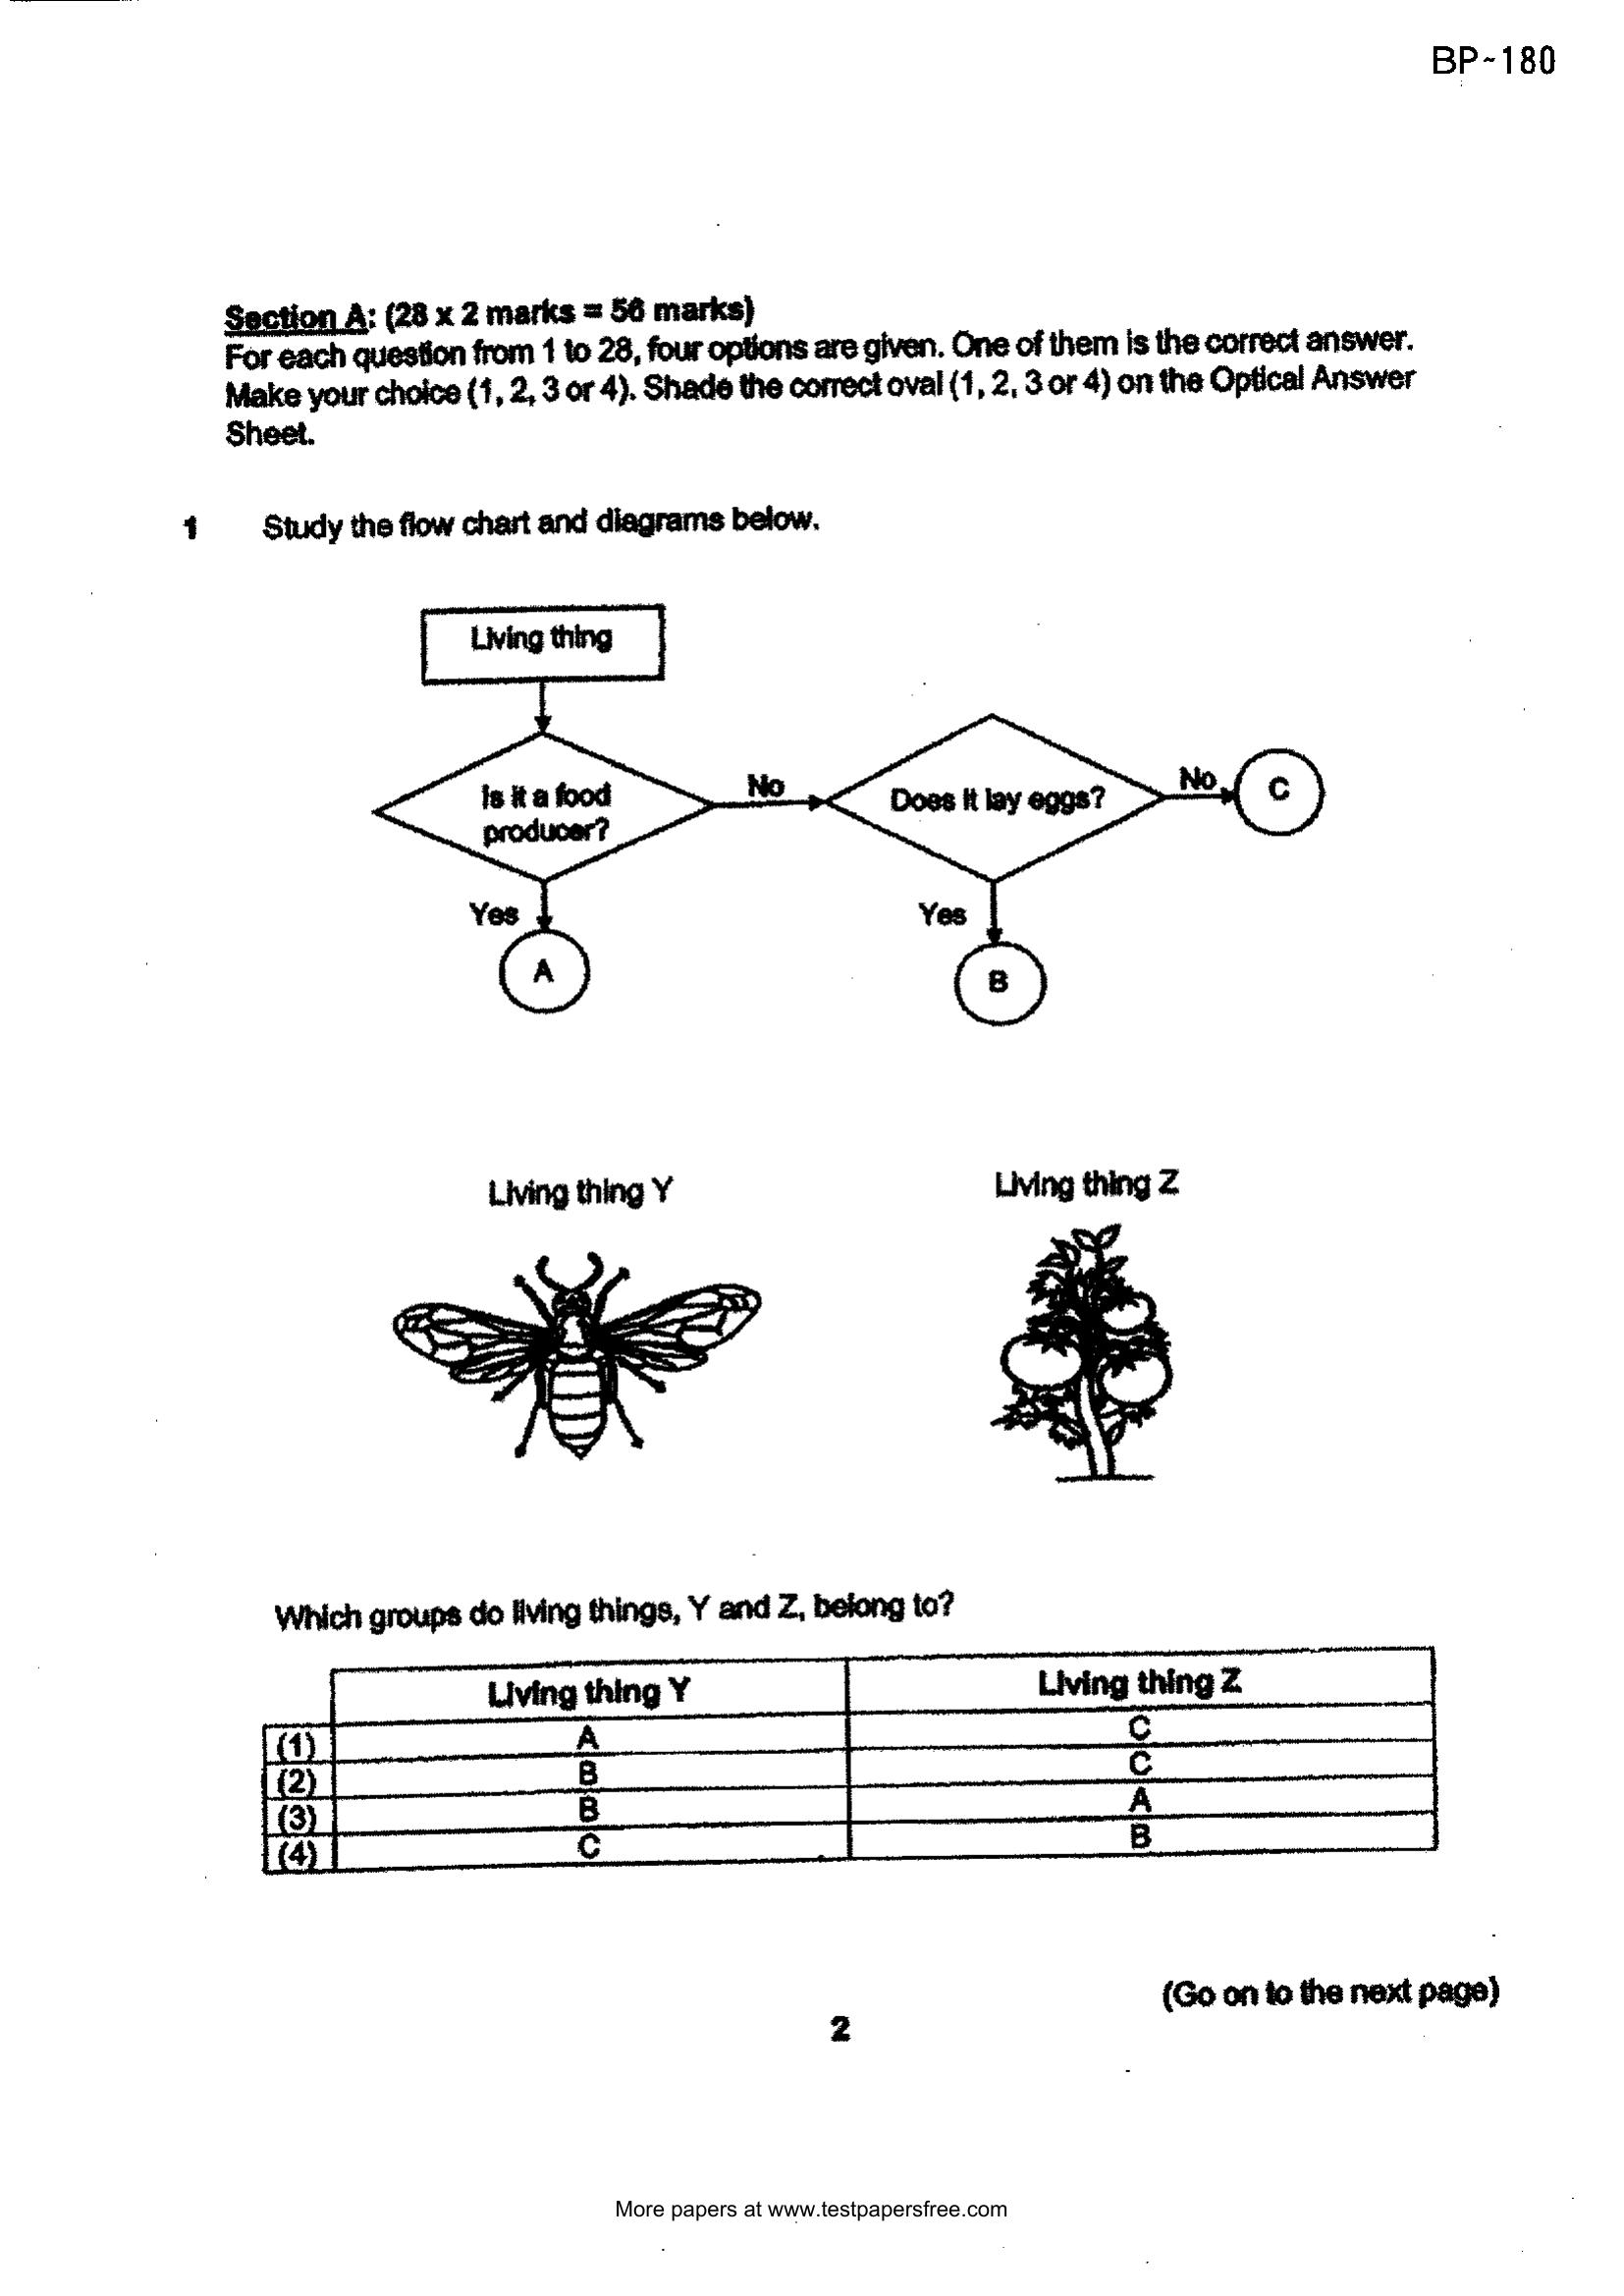 BP~180
Section A: (28 x 2 marks = 56 marks)
For each question from 1 to 28, four options are given. One of them is the correct answer.
Make your choice (1, 2, 3 or 4). Shade the correct oval (1, 2, 3 or 4) on the Optical Answer
Sheet.
1 Study the flow chart and diagrams below.
Living thing
Is it a food
producer?
No
Does it lay eggs?
No
C
Yes
A
Yes
B
Living thing Y
Living thing Z
Which groups do living things, Y and Z, belong to?
Living thing Y Living thing Z
(1) A C
(2) B C
(3) B A
(4) C B
(Go on to the next page)
2
More papers at www.testpapersfree.com